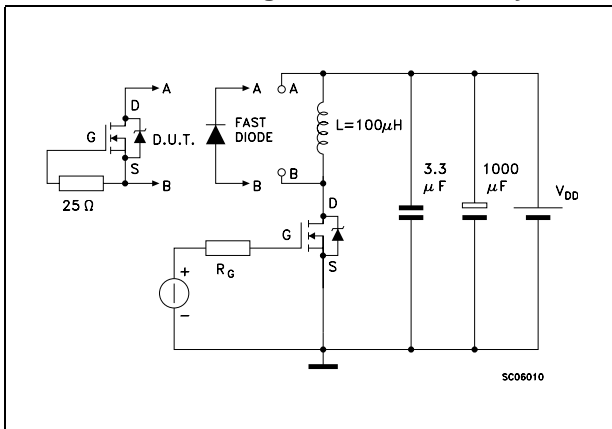 A
A
A
D
G
D.U.T.
S
B
25 Ω
FAST
DIODE
B
B
L=100μH
D
G
S
R_G
+
−
3.3
μF
1000
μF
V_DD
SC06010